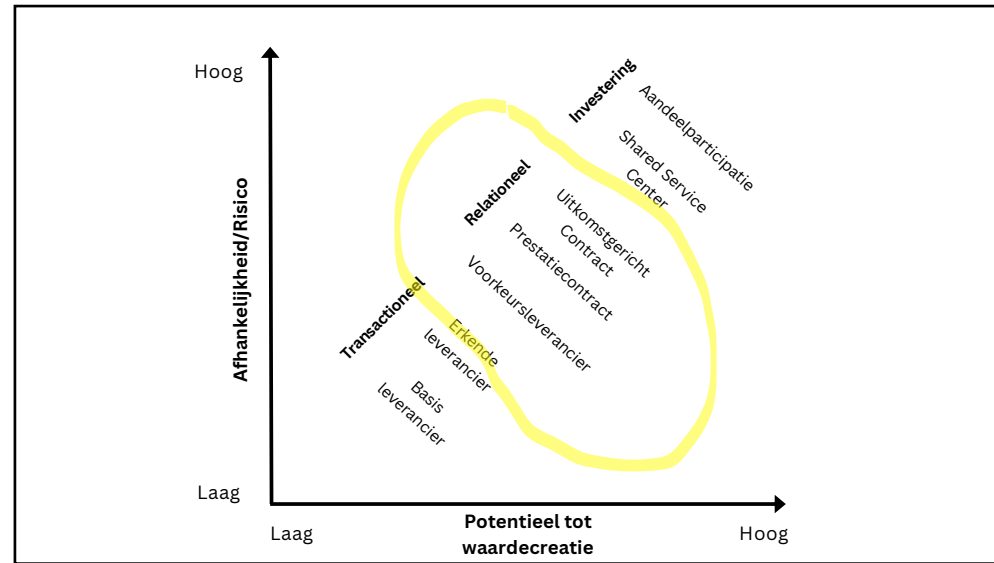 Hoog
Investering
Aandeelparticipatie
Shared Service
Center
Relationeel
Uitkomstgericht
Contract
Prestatiecontract
Voorkeursleverancier
Transactioneel
Erkende
leverancier
Basis
leverancier
Afhankelijkheid/Risico
Laag
Laag
Potentieel tot
waardecreatie
Hoog